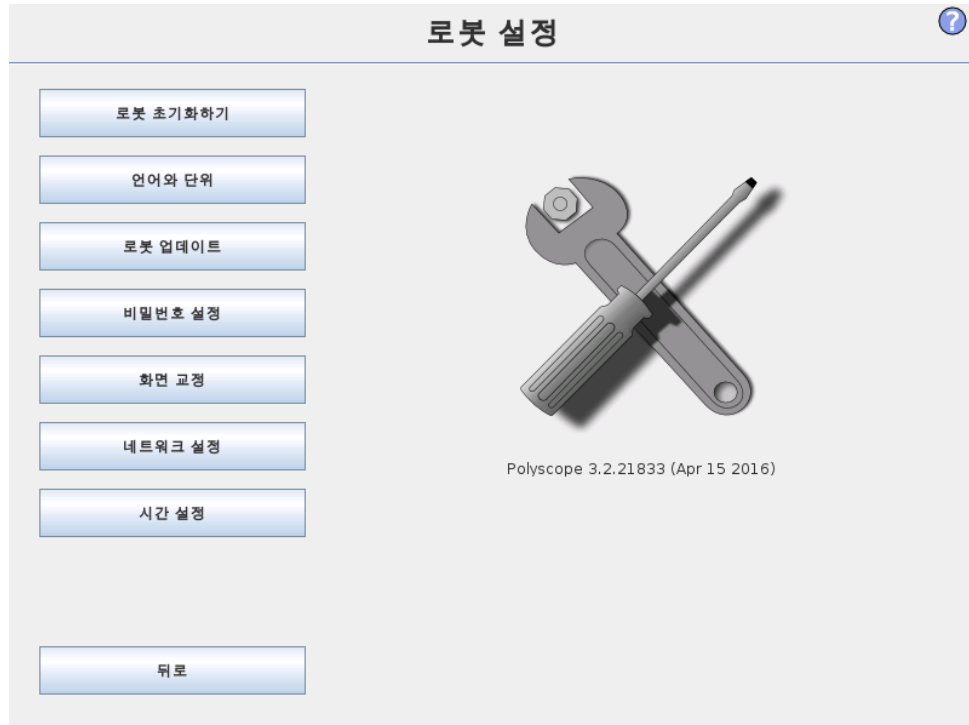 로봇 설정
?
로봇 초기화하기
언어와 단위
로봇 업데이트
비밀번호 설정
화면 교정
네트워크 설정
시간 설정
Polyscope 3.2.21833 (Apr 15 2016)
뒤로